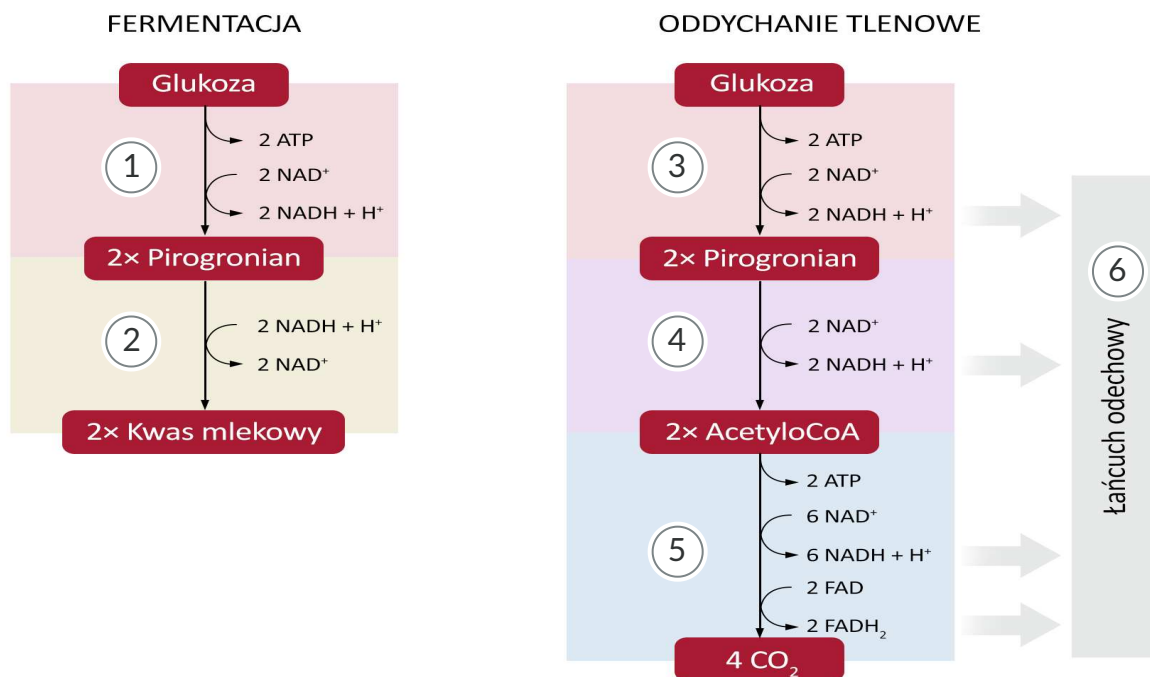 FERMENTACJA
Glukoza
1
2 ATP
2 NAD⁺
2 NADH + H⁺
2× Pirogronian
2
2 NADH + H⁺
2 NAD⁺
2× Kwas mlekowy
ODDYCHANIE TLENOWE
Glukoza
3
2 ATP
2 NAD⁺
2 NADH + H⁺
2× Pirogronian
4
2 NAD⁺
2 NADH + H⁺
2× AcetyloCoA
5
2 ATP
6 NAD⁺
6 NADH + H⁺
2 FAD
2 FADH₂
4 CO₂
6
Łańcuch odechowy